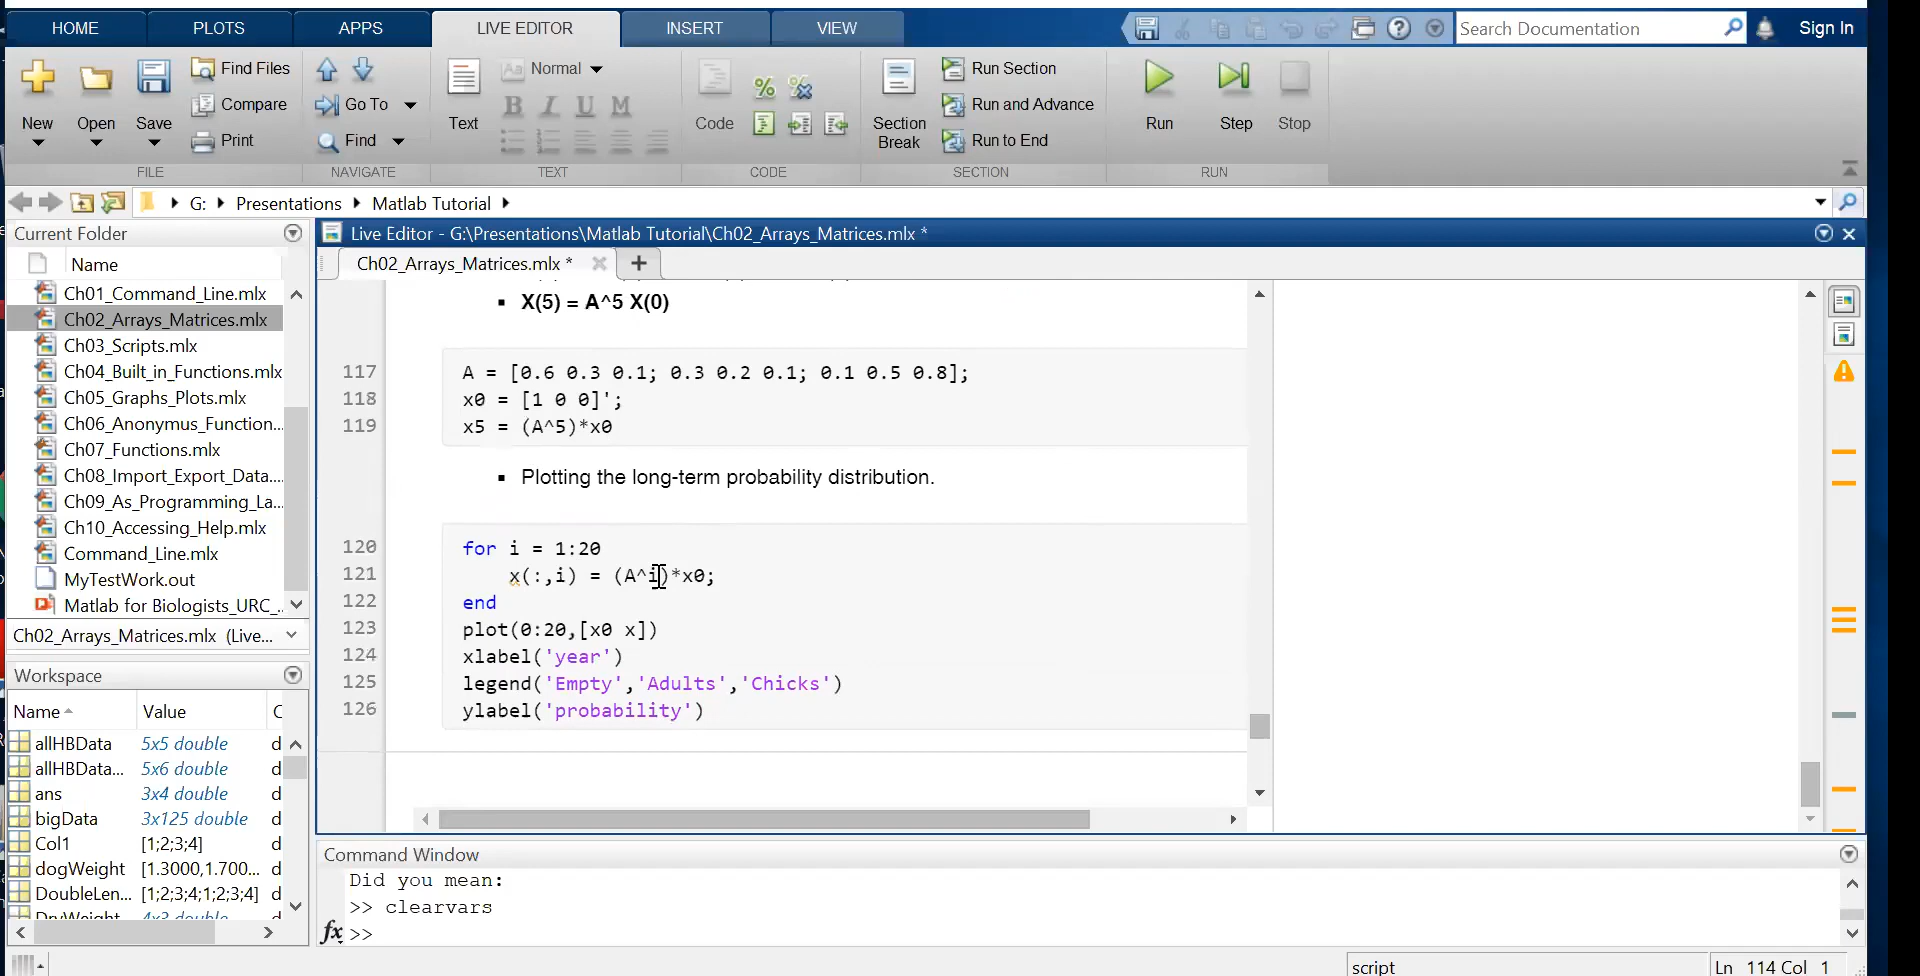 HOME PLOTS APPS LIVE EDITOR INSERT VIEW Search Documentation Sign In
New Open Save Find Files Compare Print
FILE
Go To Find
NAVIGATE
Text Aa Normal B I U M
TEXT
Code
CODE
Section Break Run Section Run and Advance Run to End
SECTION
Run Step Stop
RUN
G: Presentations Matlab Tutorial
Current Folder
Name
Ch01_Command_Line.mlx
Ch02_Arrays_Matrices.mlx
Ch03_Scripts.mlx
Ch04_Built_in_Functions.mlx
Ch05_Graphs_Plots.mlx
Ch06_Anonymus_Function...
Ch07_Functions.mlx
Ch08_Import_Export_Data....
Ch09_As_Programming_La...
Ch10_Accessing_Help.mlx
Command_Line.mlx
MyTestWork.out
Matlab for Biologists_URC_...
Ch02_Arrays_Matrices.mlx (Live...
Workspace
Name Value C
allHBData 5x5 double d
allHBData... 5x6 double d
ans 3x4 double d
bigData 3x125 double d
Col1 [1;2;3;4] d
dogWeight [1.3000,1.700... d
DoubleLen... [1;2;3;4;1;2;3;4] d
DryWeight 4x3 double d
Live Editor - G:\Presentations\Matlab Tutorial\Ch02_Arrays_Matrices.mlx *
Ch02_Arrays_Matrices.mlx *
▪ X(5) = A^5 X(0)
117 A = [0.6 0.3 0.1; 0.3 0.2 0.1; 0.1 0.5 0.8];
118 x0 = [1 0 0]';
119 x5 = (A^5)*x0
▪ Plotting the long-term probability distribution.
120 for i = 1:20
121 x(:,i) = (A^i)*x0;
122 end
123 plot(0:20,[x0 x])
124 xlabel('year')
125 legend('Empty','Adults','Chicks')
126 ylabel('probability')
Command Window
Did you mean:
>> clearvars
fx >>
script Ln 114 Col 1